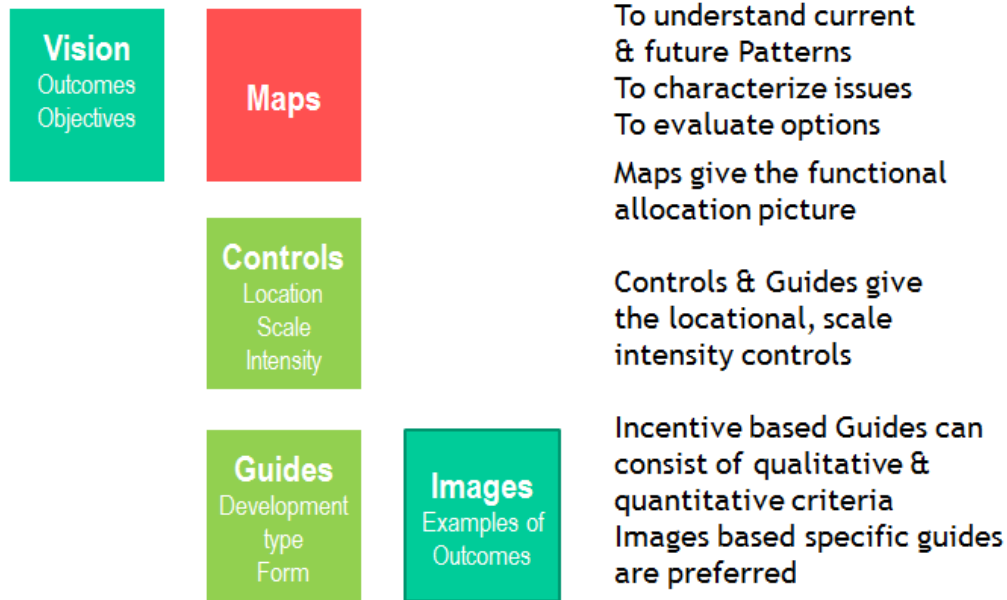 Vision
Outcomes
Objectives
Maps
To understand current
& future Patterns
To characterize issues
To evaluate options
Maps give the functional
allocation picture
Controls
Location
Scale
Intensity
Controls & Guides give
the locational, scale
intensity controls
Guides
Development
type
Form
Images
Examples of
Outcomes
Incentive based Guides can
consist of qualitative &
quantitative criteria
Images based specific guides
are preferred